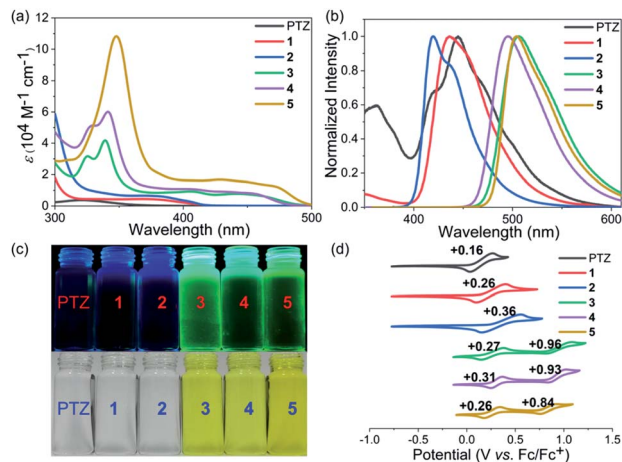 (a)
ε (10⁴ M⁻¹ cm⁻¹)
12
10
8
6
4
2
0
300
400
500
Wavelength (nm)
PTZ
1
2
3
4
5
(b)
Normalized Intensity
1.0
0.8
0.6
0.4
0.2
0.0
400
500
600
Wavelength (nm)
PTZ
1
2
3
4
5
(c)
PTZ 1 2 3 4 5
PTZ 1 2 3 4 5
(d)
+0.16
+0.26
+0.36
+0.27 +0.96
+0.31 +0.93
+0.26 +0.84
PTZ
1
2
3
4
5
-1.0 -0.5 0.0 0.5 1.0 1.5
Potential (V vs. Fc/Fc⁺)